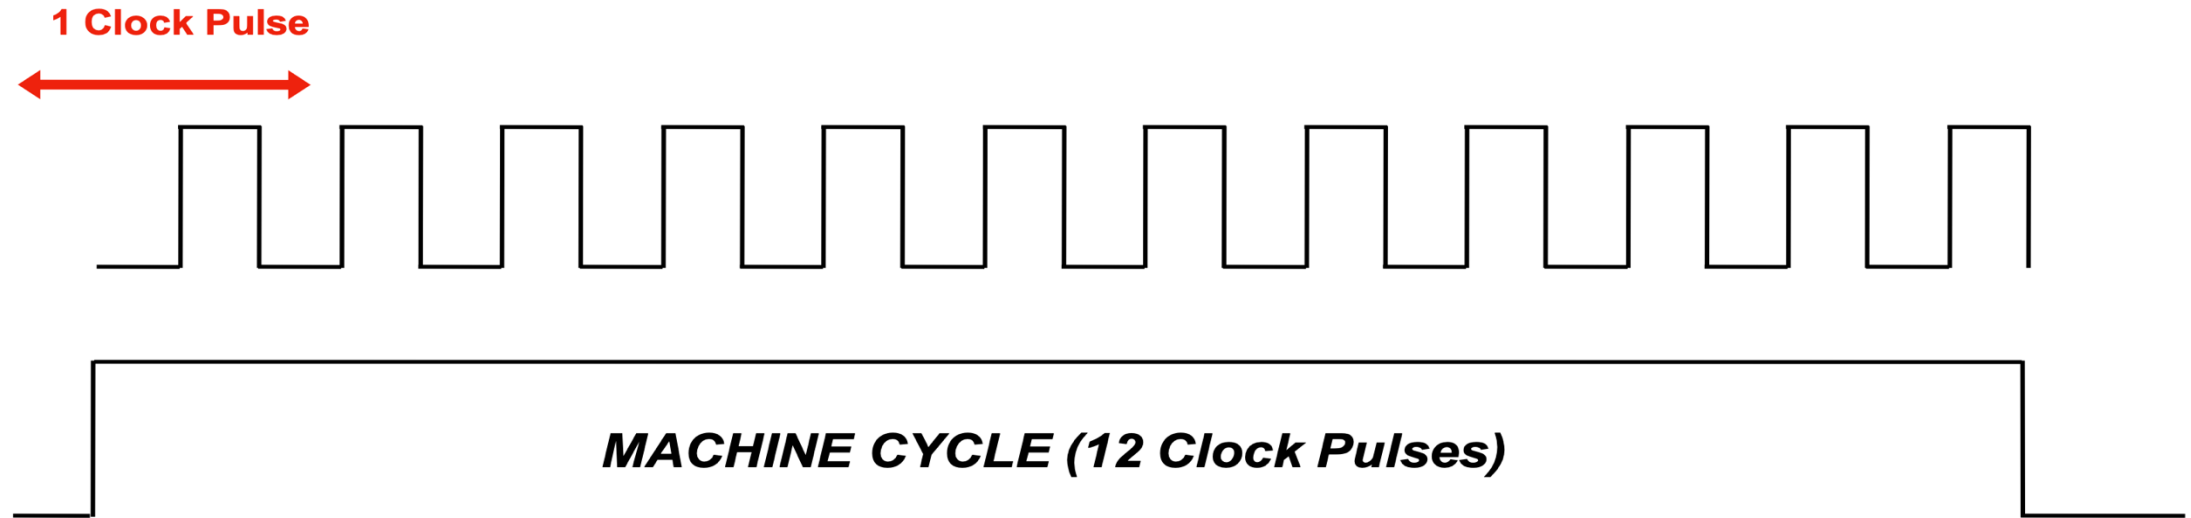 1 Clock Pulse
MACHINE CYCLE (12 Clock Pulses)